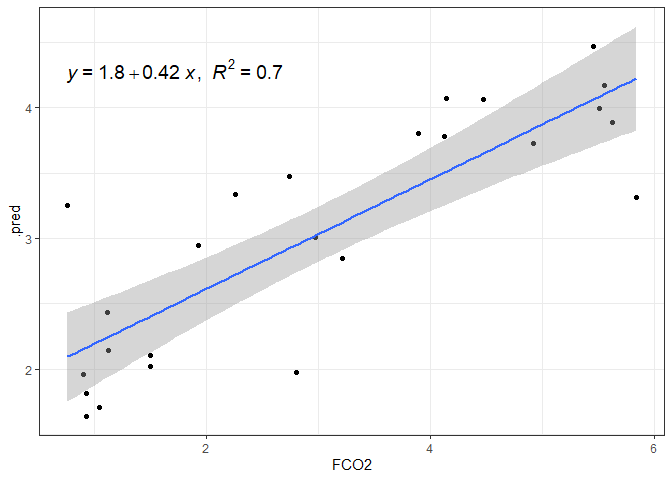 y = 1.8 + 0.42 x, R² = 0.7
4
3
2
.pred
2
4
6
FCO2